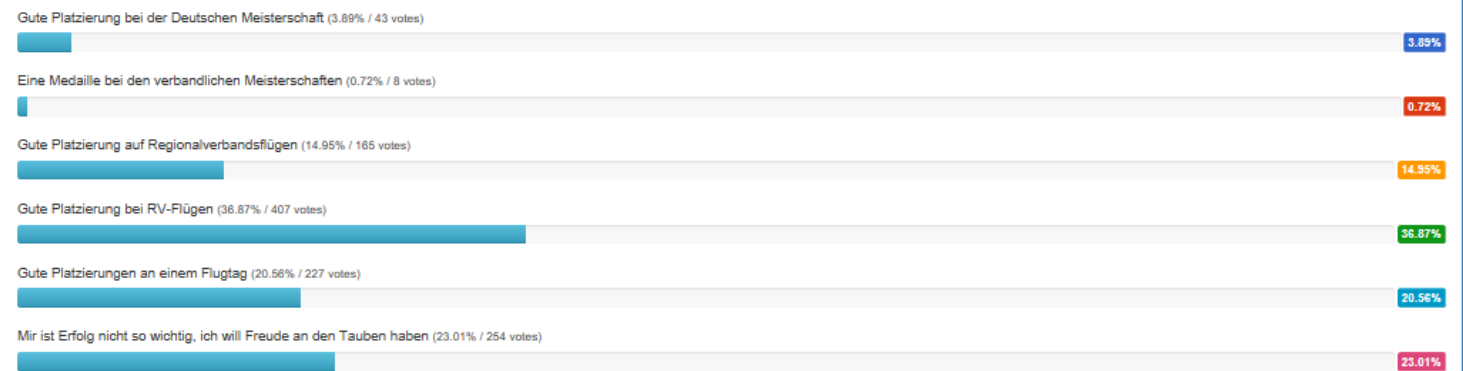 Gute Platzierung bei der Deutschen Meisterschaft (3.89% / 43 votes)
3.89%
Eine Medaille bei den verbandlichen Meisterschaften (0.72% / 8 votes)
0.72%
Gute Platzierung auf Regionalverbandsflügen (14.95% / 165 votes)
14.95%
Gute Platzierung bei RV-Flügen (36.87% / 407 votes)
36.87%
Gute Platzierungen an einem Flugtag (20.56% / 227 votes)
20.56%
Mir ist Erfolg nicht so wichtig, ich will Freude an den Tauben haben (23.01% / 254 votes)
23.01%